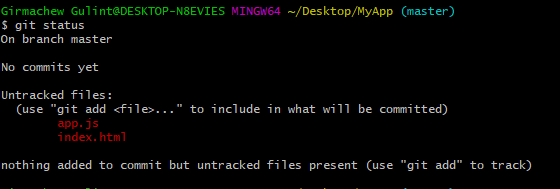 Girmachew Gulint@DESKTOP-N8EVIES MINGW64 ~/Desktop/MyApp (master)
$ git status
On branch master
No commits yet
Untracked files:
(use "git add <file>..." to include in what will be committed)
app.js
index.html
nothing added to commit but untracked files present (use "git add" to track)